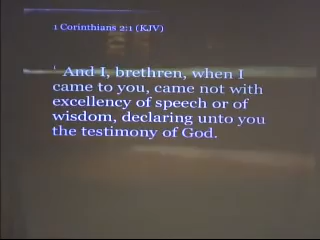 1 Corinthians 2:1 (KJV)
1 And I, brethren, when I
came to you, came not with
excellency of speech or of
wisdom, declaring unto you
the testimony of God.